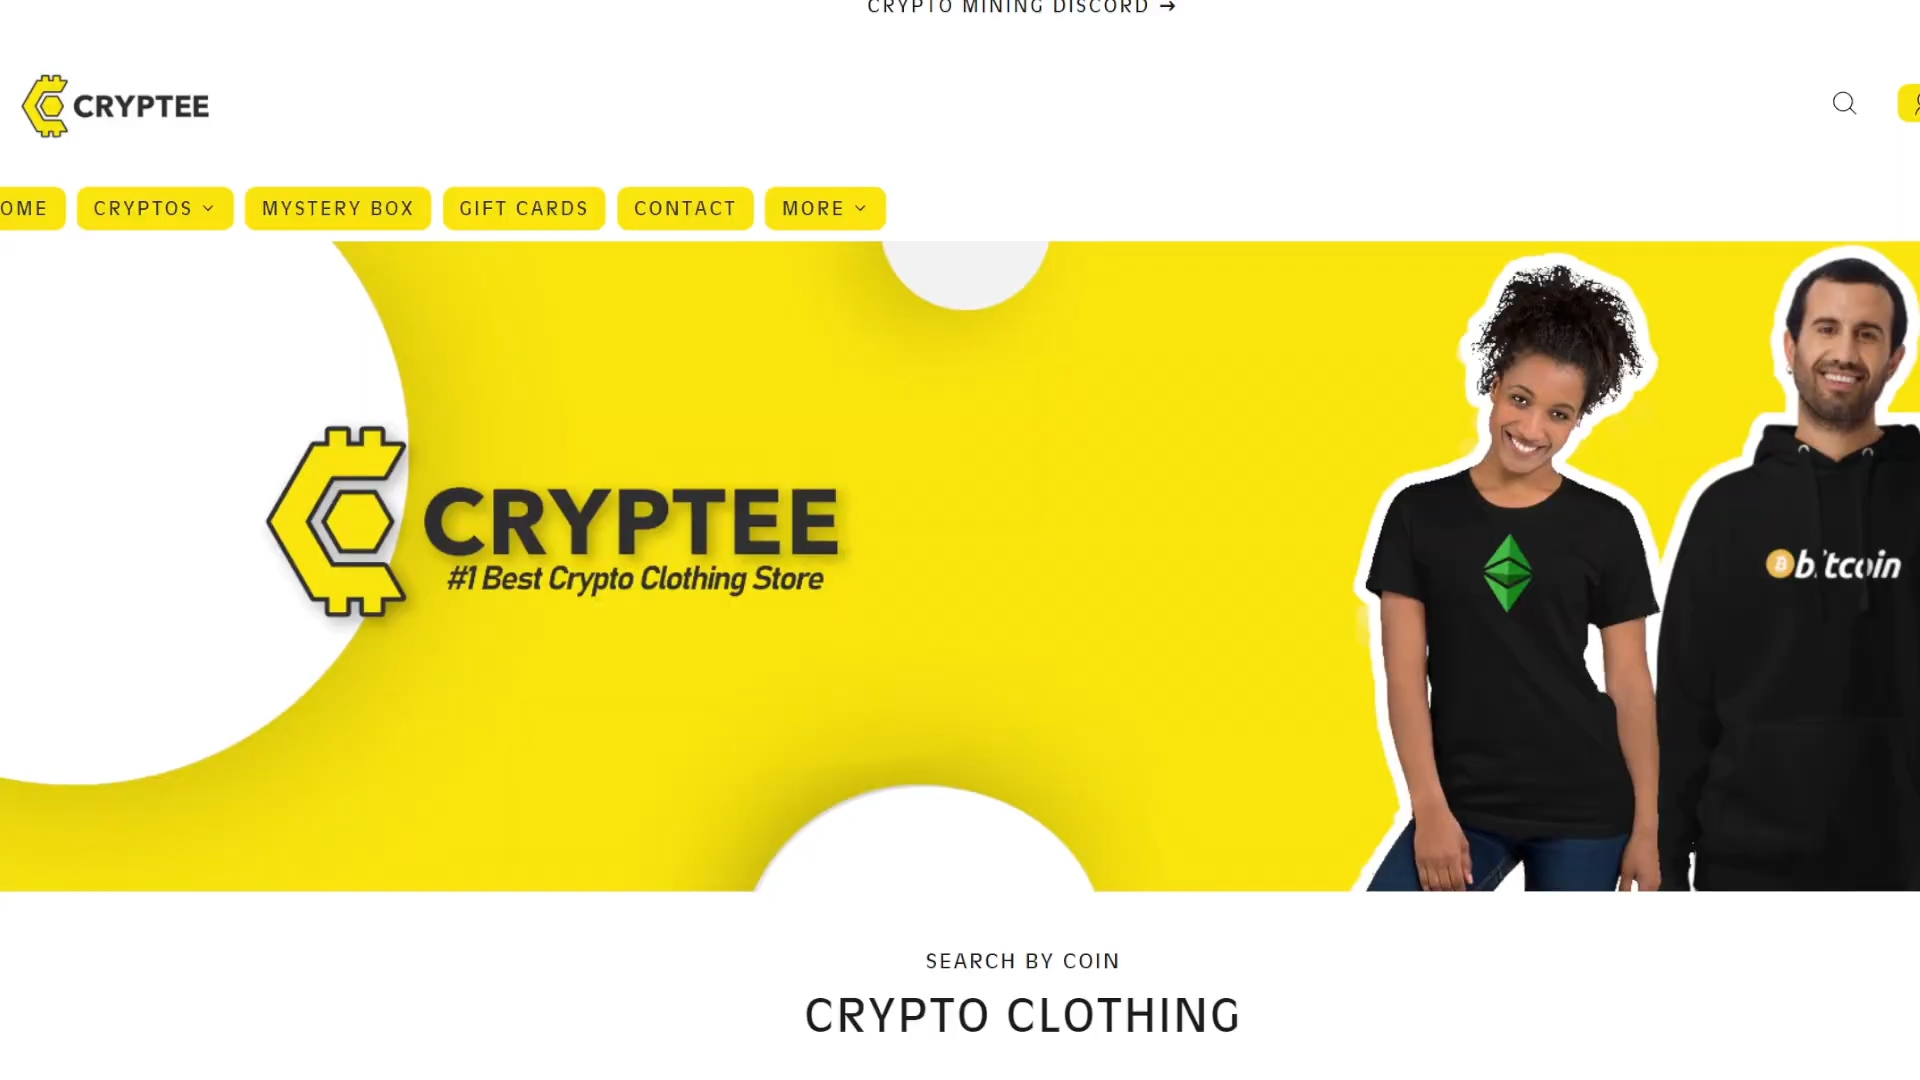 CRYPTO MINING DISCORD →
CRYPTEE
OME
CRYPTOS
MYSTERY BOX
GIFT CARDS
CONTACT
MORE
CRYPTEE
#1 Best Crypto Clothing Store
bitcoin
SEARCH BY COIN
CRYPTO CLOTHING